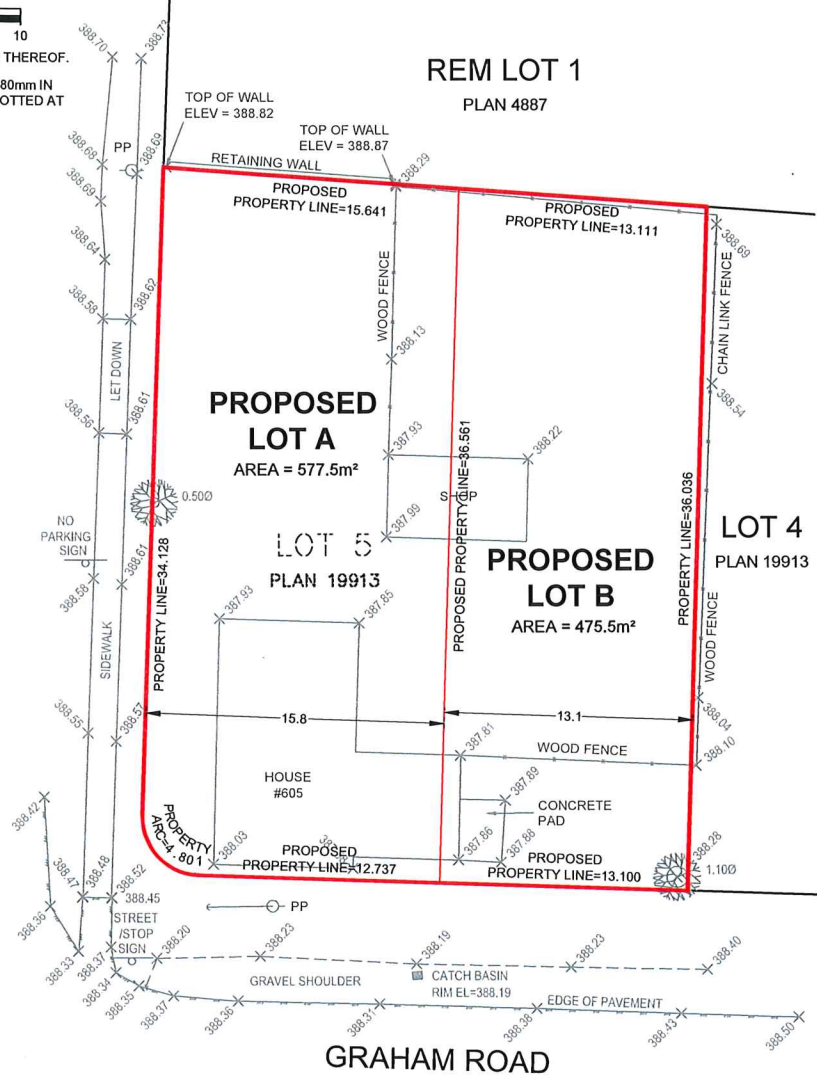 10
THEREOF.
80mm IN
OTTED AT
388.70
388.73
REM LOT 1
PLAN 4887
TOP OF WALL
ELEV = 388.82
TOP OF WALL
ELEV = 388.87
PP
388.68
388.69
RETAINING WALL
388.29
388.69
PROPOSED
PROPERTY LINE=15.641
PROPOSED
PROPERTY LINE=13.111
388.69
388.64
WOOD FENCE
CHAIN LINK FENCE
388.58
388.62
388.13
LET DOWN
388.54
388.56
388.61
PROPOSED
LOT A
AREA = 577.5m²
387.93
388.22
PROPOSED PROPERTY LINE=36.561
PROPERTY LINE=36.036
0.50Ø
SHOP
387.99
NO
PARKING
SIGN
LOT 5
PLAN 19913
LOT 4
PLAN 19913
PROPERTY LINE=34.128
PROPOSED
LOT B
AREA = 475.5m²
388.58
388.61
387.93
387.85
SIDEWALK
WOOD FENCE
388.55
388.57
15.8
13.1
388.04
387.81
WOOD FENCE
388.10
HOUSE
#605
387.89
CONCRETE
PAD
388.42
PROPERTY
ARC=4.801
388.03
PROPOSED
PROPERTY LINE=12.737
387.86
387.88
PROPOSED
PROPERTY LINE=13.100
388.28
1.10Ø
388.47
388.48
388.52
388.45
388.36
PP
STREET
/STOP
SIGN
388.33
388.37
388.20
388.23
388.19
388.23
388.40
388.34
388.35
GRAVEL SHOULDER
CATCH BASIN
RIM EL=388.19
EDGE OF PAVEMENT
388.37
388.36
388.31
388.38
388.43
388.50
GRAHAM ROAD